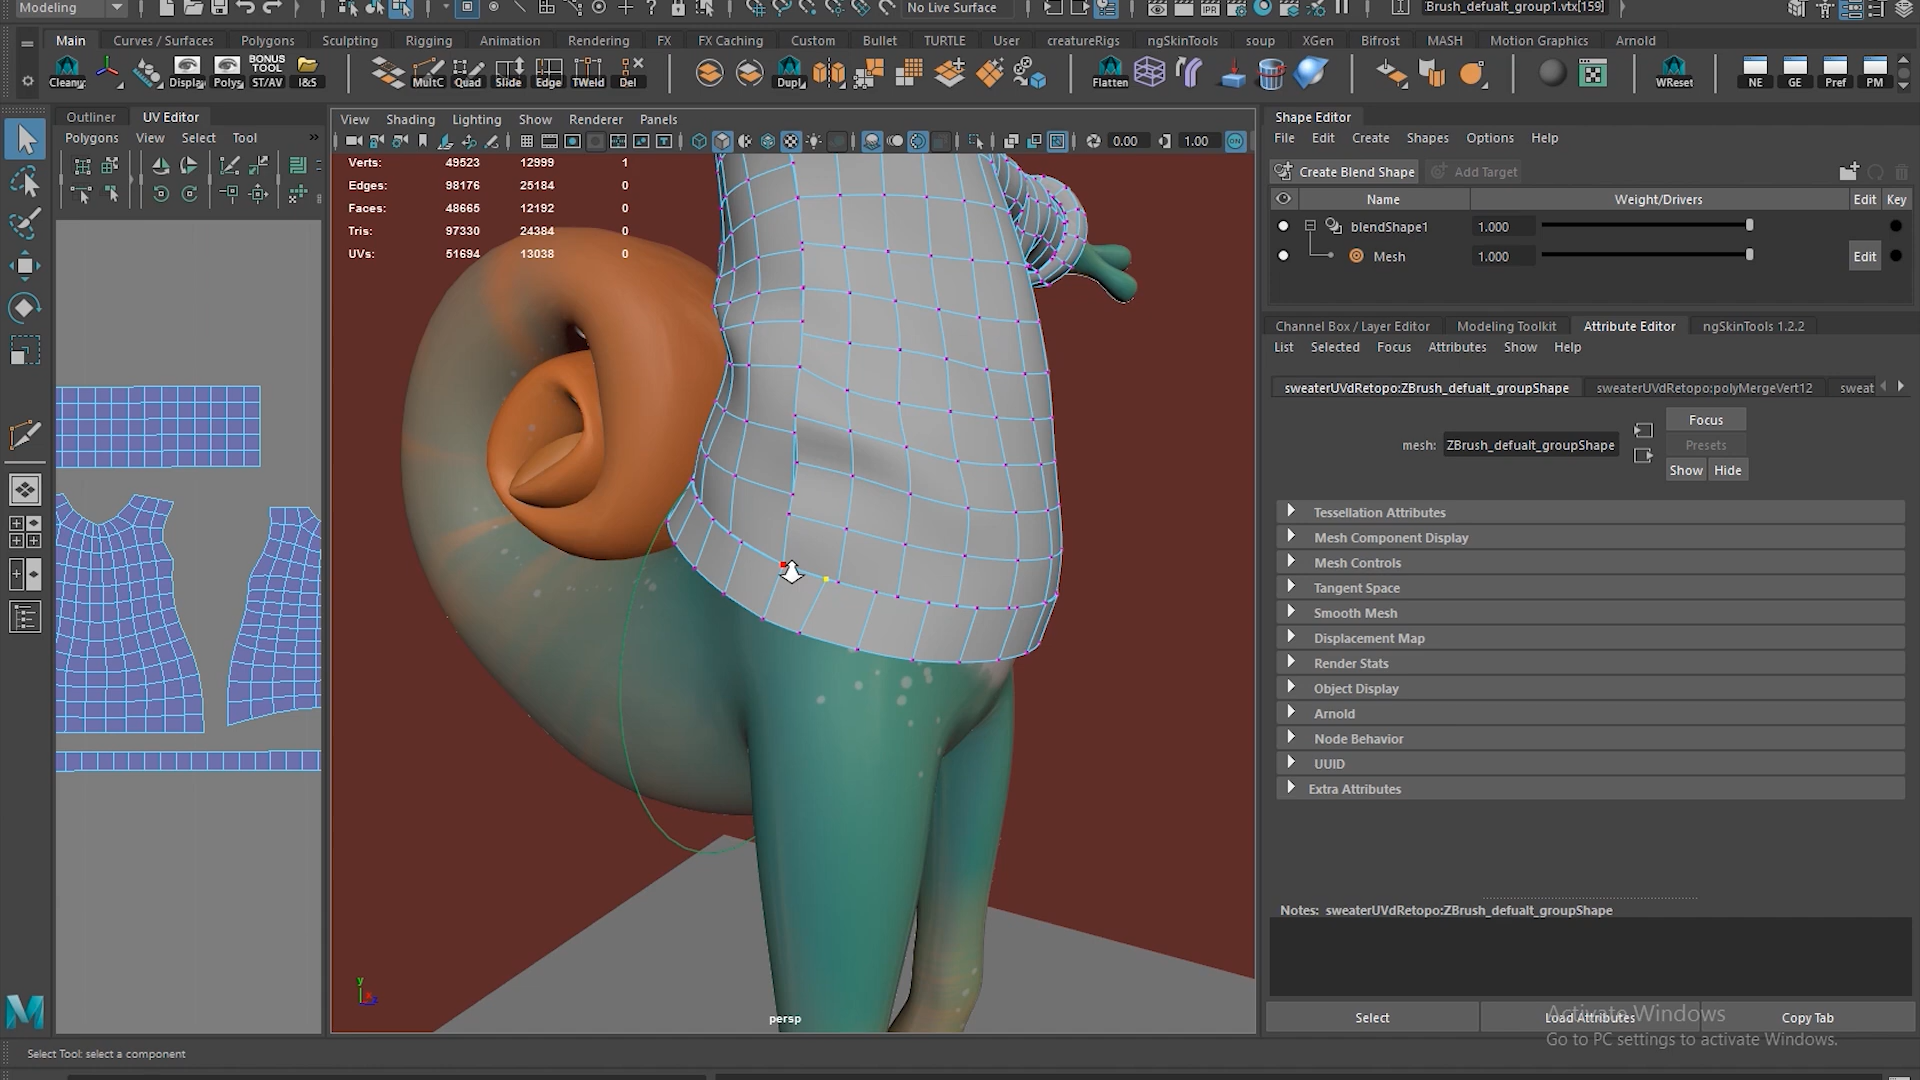 Modeling
No Live Surface
Brush_defualt_group1.vtx[159]
Main Curves / Surfaces Polygons Sculpting Rigging Animation Rendering FX FX Caching Custom Bullet TURTLE User creatureRigs ngSkinTools soup XGen Bifrost MASH Motion Graphics Arnold
BONUS
TOOL
Cleany Display Polys ST/AV I&S MultC Quad Slide Edge TWeld Del Dupl Flatten WReset NE GE Pref PM
Outliner UV Editor
Polygons View Select Tool »
View Shading Lighting Show Renderer Panels
0.00 1.00
Verts: 49523 12999 1
Edges: 98176 25184 0
Faces: 48665 12192 0
Tris: 97330 24384 0
UVs: 51694 13038 0
y
persp
Shape Editor
File Edit Create Shapes Options Help
Create Blend Shape Add Target
Name Weight/Drivers Edit Key
blendShape1 1.000
Mesh 1.000 Edit
Channel Box / Layer Editor Modeling Toolkit Attribute Editor ngSkinTools 1.2.2
List Selected Focus Attributes Show Help
sweaterUVdRetopo:ZBrush_defualt_groupShape sweaterUVdRetopo:polyMergeVert12 sweat
Focus
mesh: ZBrush_defualt_groupShape Presets
Show Hide
Tessellation Attributes
Mesh Component Display
Mesh Controls
Tangent Space
Smooth Mesh
Displacement Map
Render Stats
Object Display
Arnold
Node Behavior
UUID
Extra Attributes
Notes: sweaterUVdRetopo:ZBrush_defualt_groupShape
Select Load Attributes Copy Tab
Activate Windows
Go to PC settings to activate Windows.
Select Tool: select a component